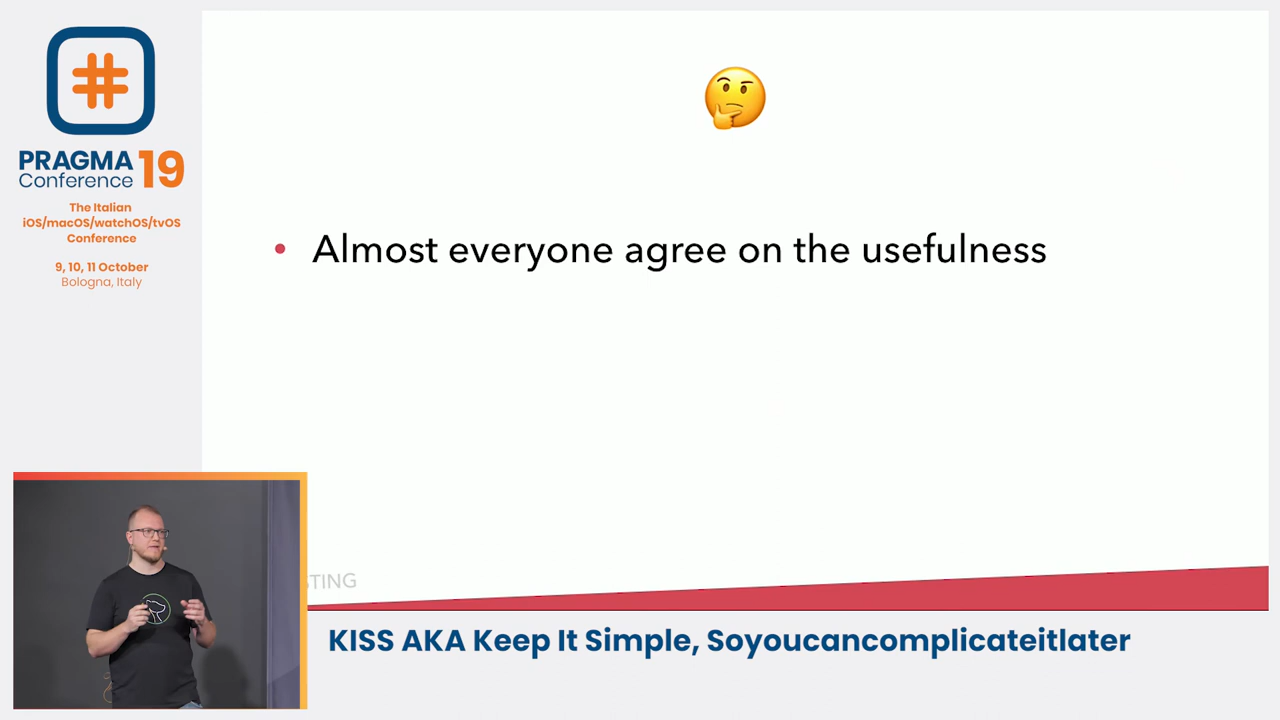 #
PRAGMA
Conference
19
The Italian
iOS/macOS/watchOS/tvOS
Conference
9, 10, 11 October
Bologna, Italy
• Almost everyone agree on the usefulness
STING
KISS AKA Keep It Simple, Soyoucancomplicateitlater